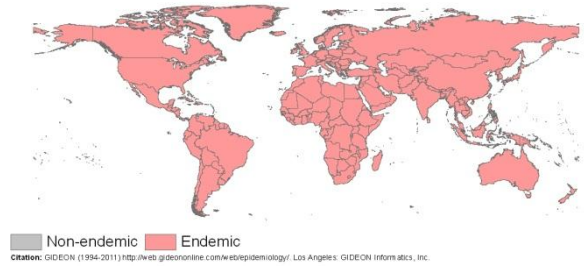 Non-endemic Endemic
Citation: GIDEON (1994-2011) http://web.gideononline.com/web/epidemiology/. Los Angeles: GIDEON Informatics, Inc.